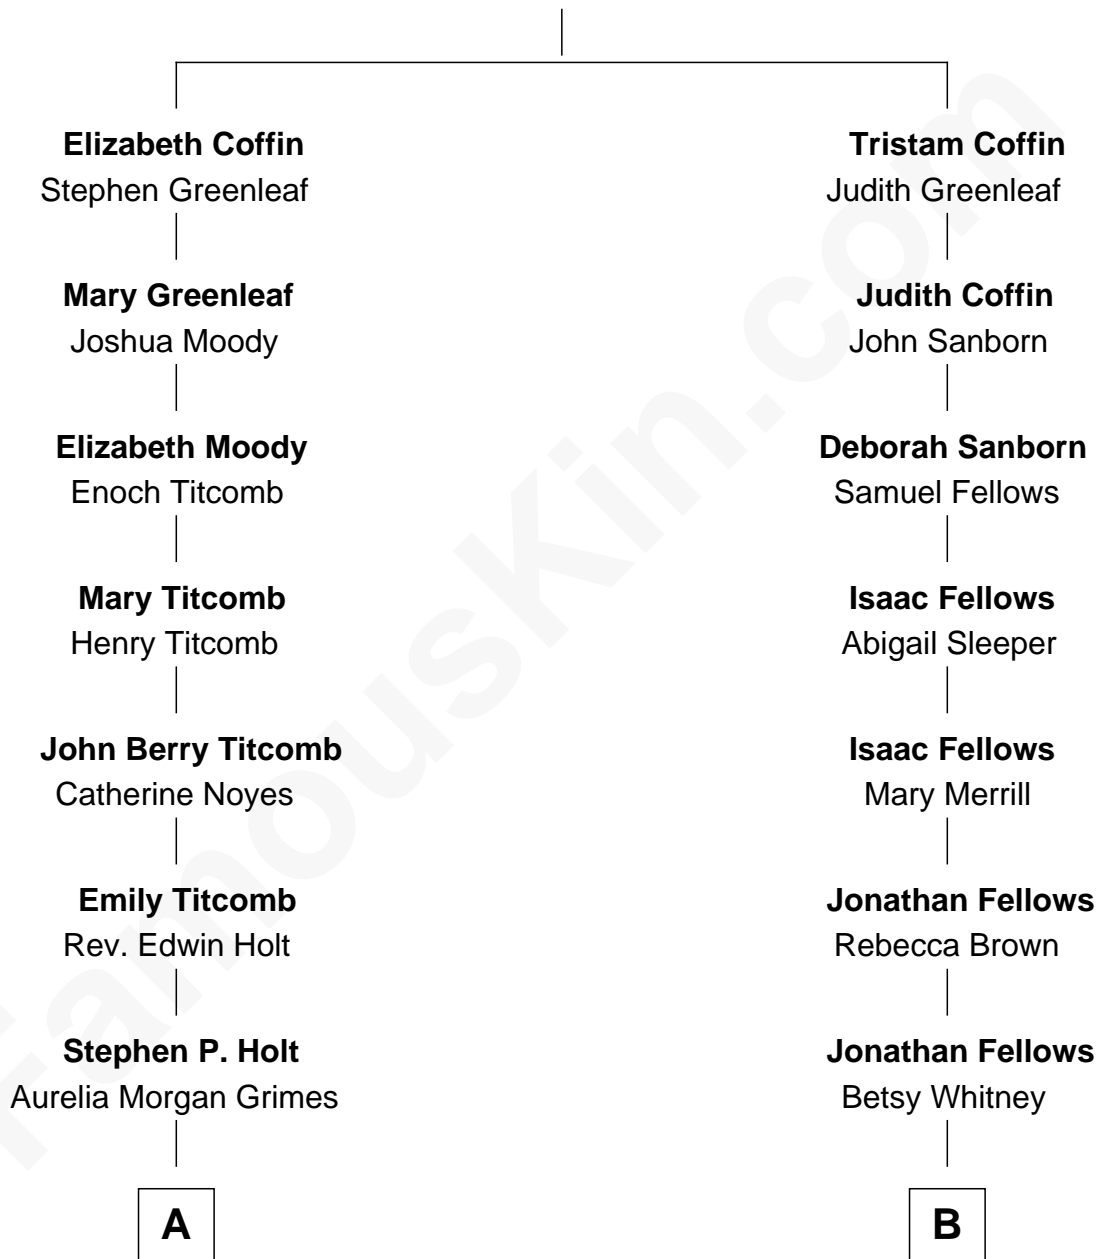 Elizabeth Coffin
Stephen Greenleaf
Mary Greenleaf
Joshua Moody
Elizabeth Moody
Enoch Titcomb
Mary Titcomb
Henry Titcomb
John Berry Titcomb
Catherine Noyes
Emily Titcomb
Rev. Edwin Holt
Stephen P. Holt
Aurelia Morgan Grimes
A
Tristam Coffin
Judith Greenleaf
Judith Coffin
John Sanborn
Deborah Sanborn
Samuel Fellows
Isaac Fellows
Abigail Sleeper
Isaac Fellows
Mary Merrill
Jonathan Fellows
Rebecca Brown
Jonathan Fellows
Betsy Whitney
B
FamousKin.com